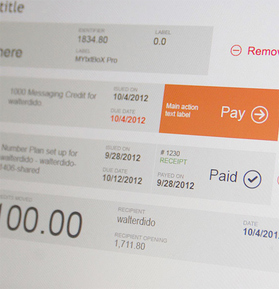 title
IDENTIFIER
1834.80
LABEL
0.0
here
LABEL
MYtxtBoX Pro
Remov
1000 Messaging Credit for
walterdido
ISSUED ON
10/4/2012
DUE DATE
10/4/2012
Main action
text label
Pay
Number Plan set up for
walterdido - walterdido
1406-shared
ISSUED ON
9/28/2012
DUE DATE
10/12/2012
# 1230
RECEIPT
PAYED ON
9/28/2012
Paid
100.00
RECIPIENT
walterdido
RECIPIENT OPENING
1,711.80
DATE
10/4/201